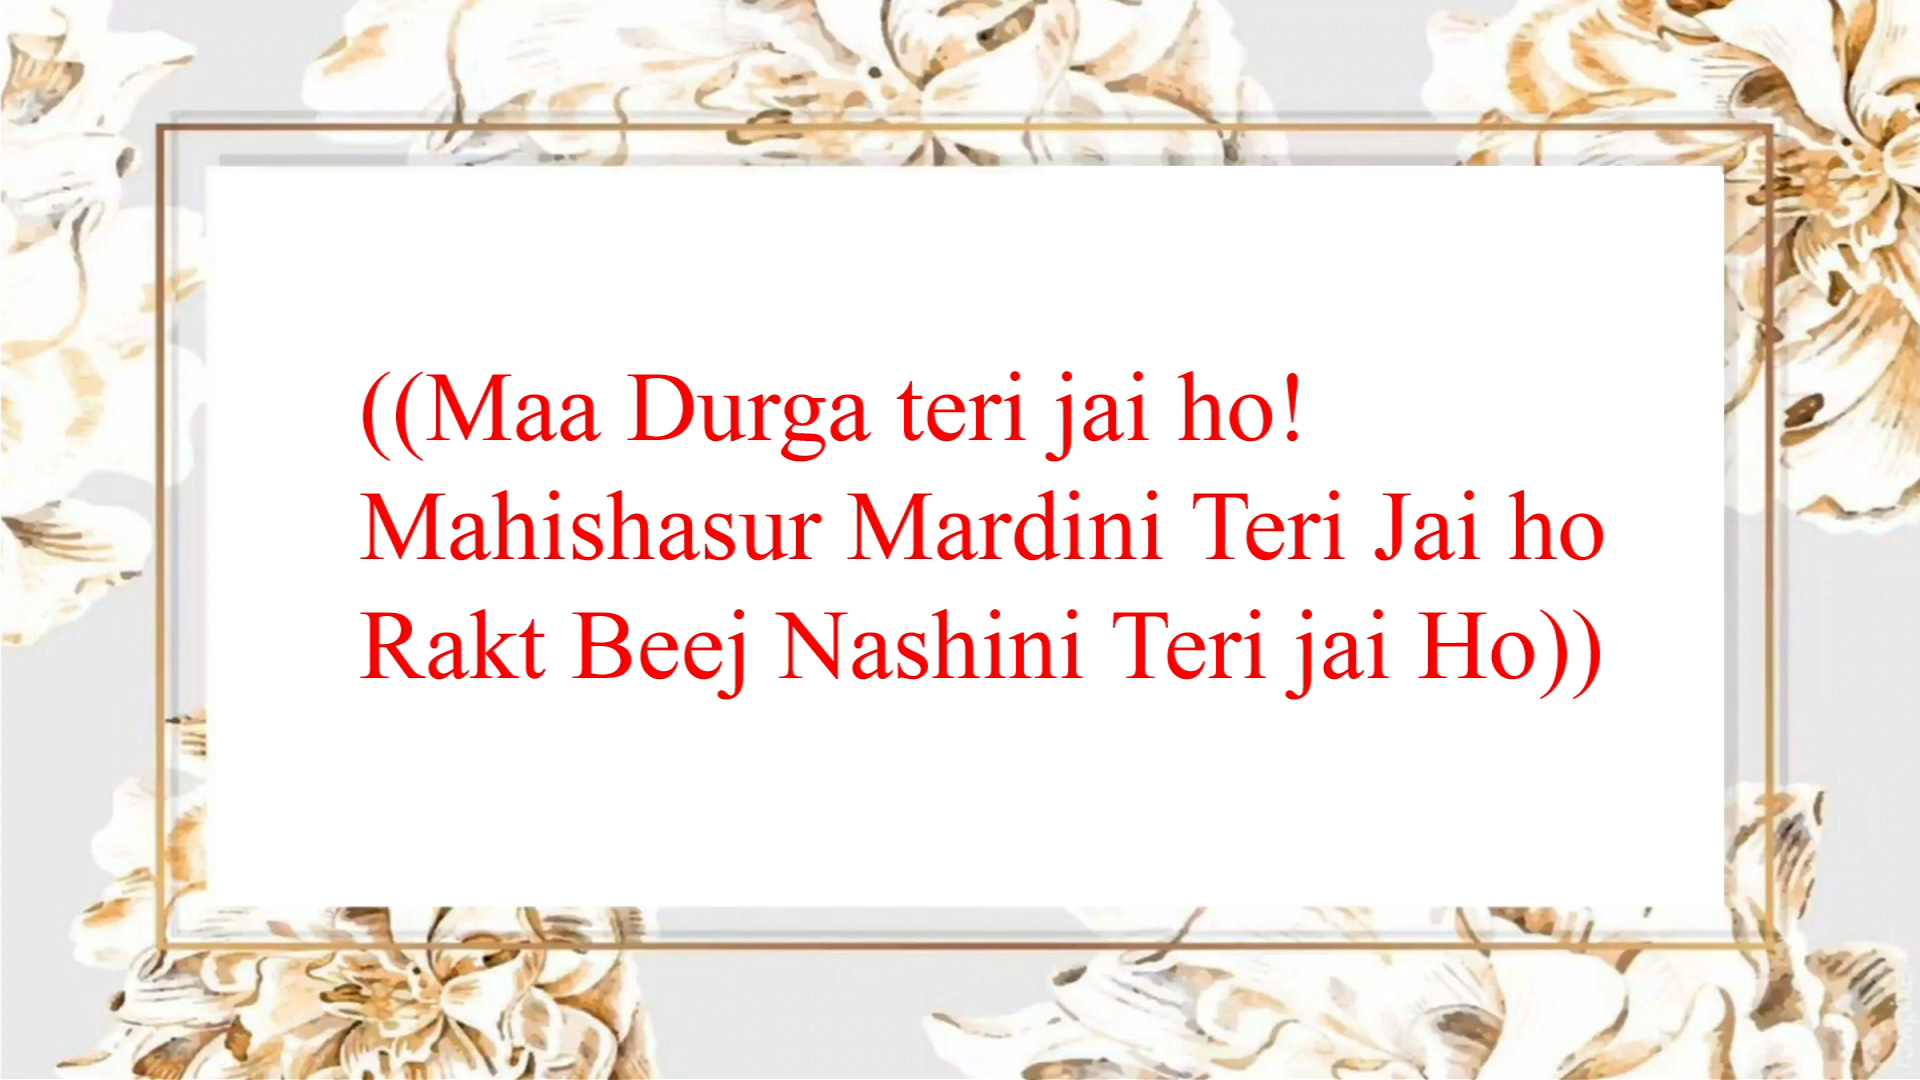 ((Maa Durga teri jai ho!
Mahishasur Mardini Teri Jai ho
Rakt Beej Nashini Teri jai Ho))